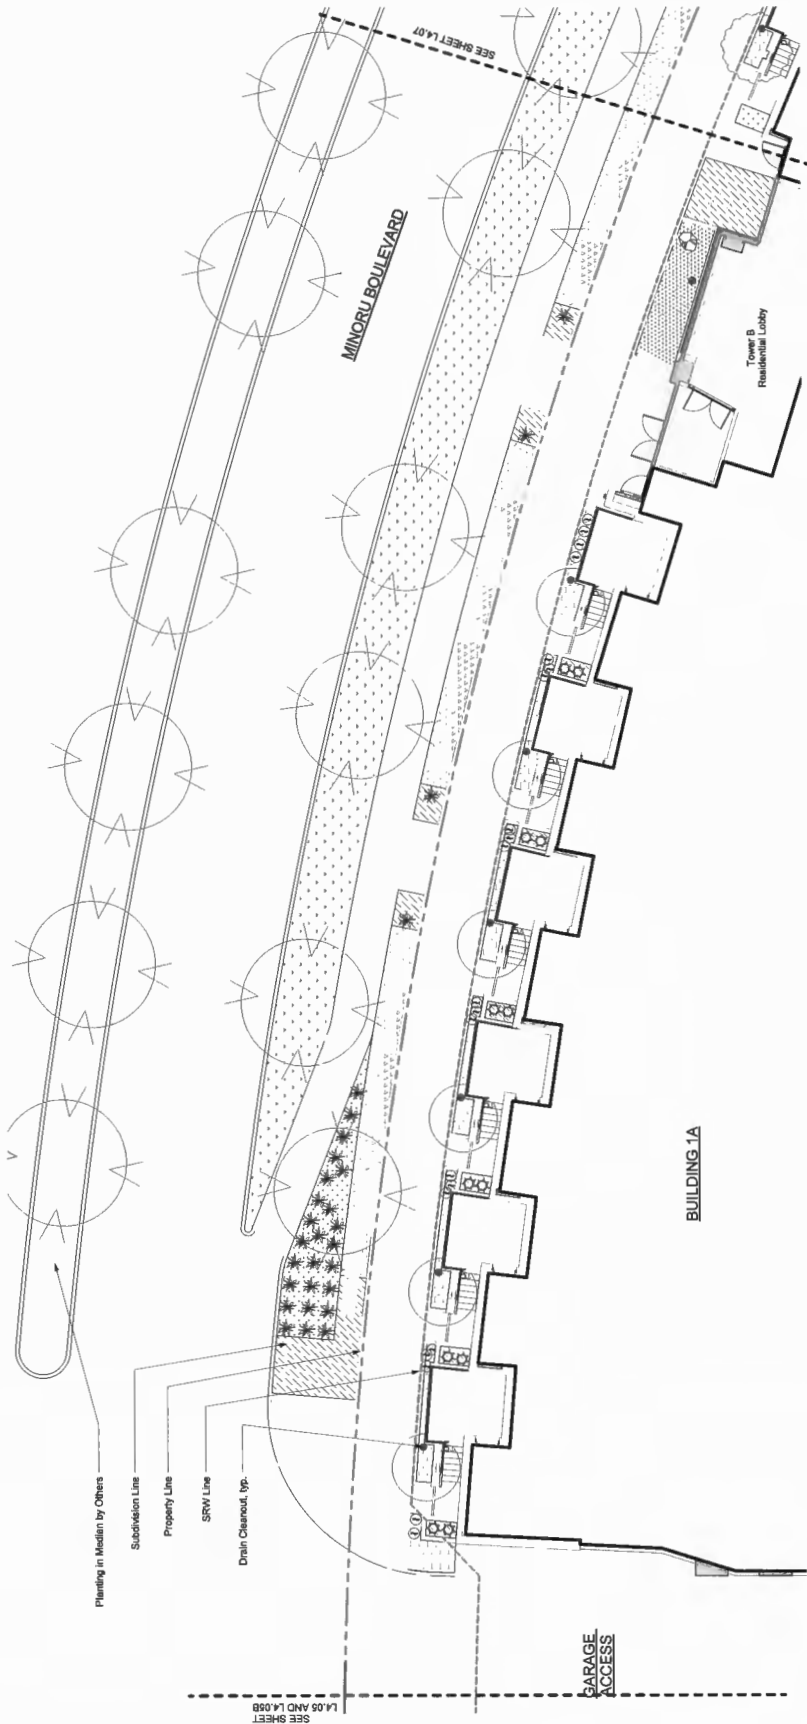 SEE SHEET L4.07
MINORU BOULEVARD
Tower B
Residential Lobby
BUILDING 1A
Planting in Median by Others
Subdivision Line
Property Line
SRW Line
Drain Cleanout, typ.
GARAGE
ACCESS
SEE SHEET
L4.05 AND L4.05B